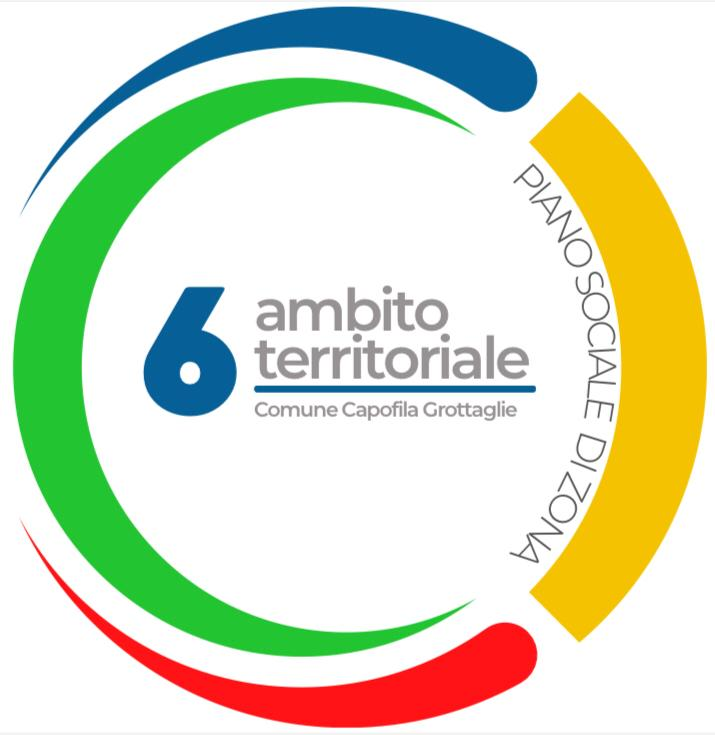 6
ambito
territoriale
Comune Capofila Grottaglie
PIANO SOCIALE DI ZONA